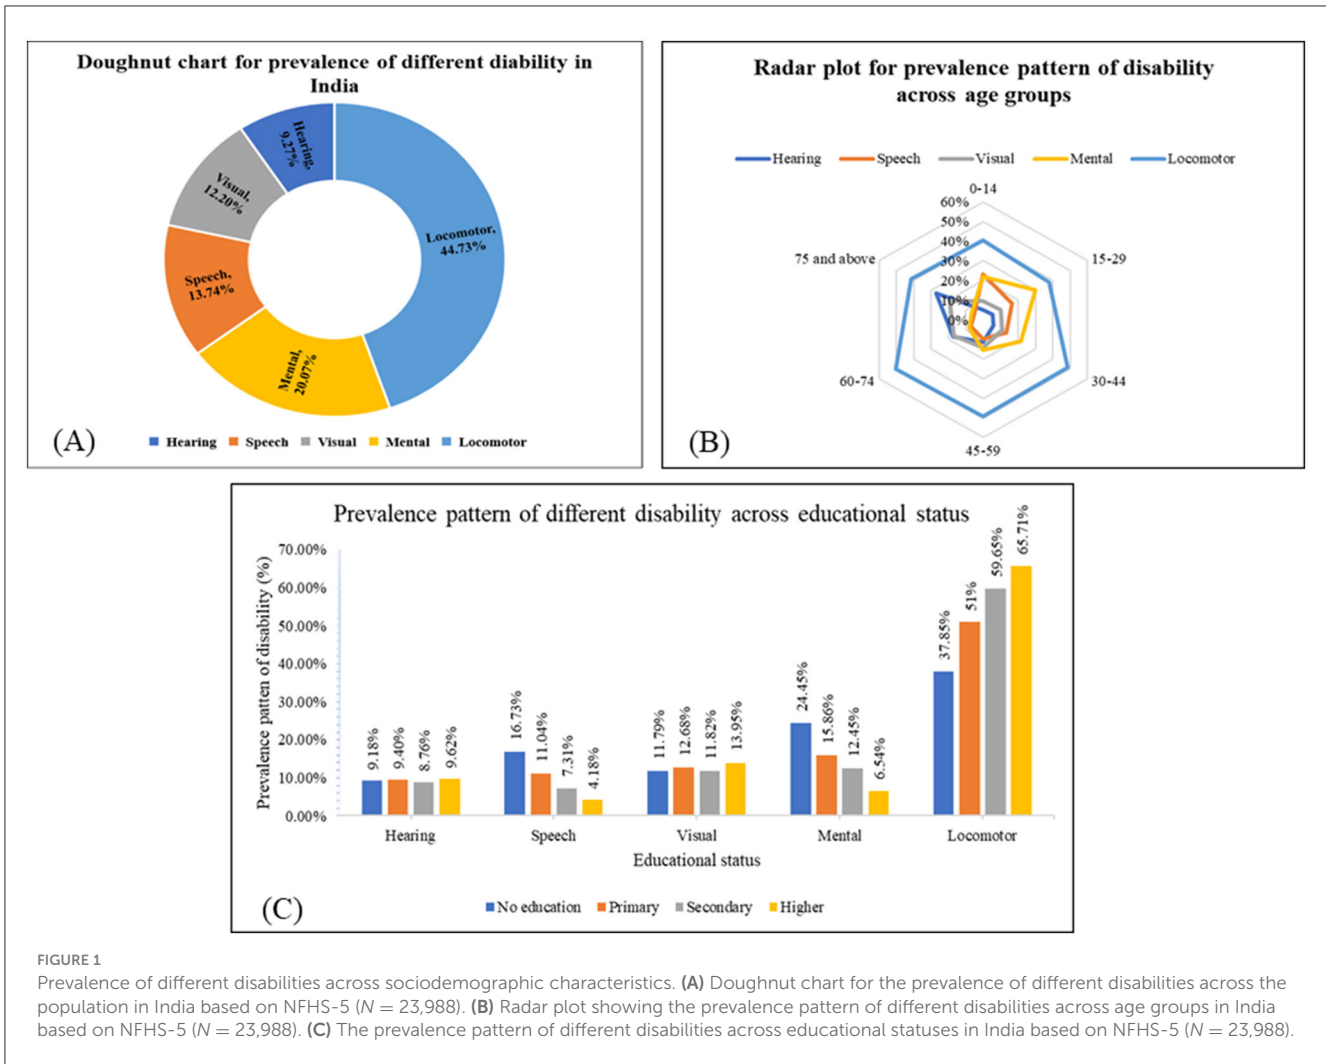 Doughnut chart for prevalence of different diability in
India
Hearing,
9.27%
Visual,
12.20%
Speech,
13.74%
Mental,
20.07%
Locomotor,
44.73%
(A)
Hearing Speech Visual Mental Locomotor
Radar plot for prevalence pattern of disability
across age groups
Hearing Speech Visual Mental Locomotor
0-14
60%
50%
40%
30%
20%
10%
0%
15-29
30-44
45-59
60-74
75 and above
(B)
Prevalence pattern of different disability across educational status
Prevalence patten of disability (%)
70.00%
60.00%
50.00%
40.00%
30.00%
20.00%
10.00%
0.00%
9.18% 9.40% 8.76% 9.62%
16.73% 11.04% 7.31% 4.18%
11.79% 12.68% 11.82% 13.95%
24.45% 15.86% 12.45% 6.54%
37.85% 51% 59.65% 65.71%
Hearing Speech Visual Mental Locomotor
Educational status
(C)
No education Primary Secondary Higher
FIGURE 1
Prevalence of different disabilities across sociodemographic characteristics. (A) Doughnut chart for the prevalence of different disabilities across the
population in India based on NFHS-5 (N = 23,988). (B) Radar plot showing the prevalence pattern of different disabilities across age groups in India
based on NFHS-5 (N = 23,988). (C) The prevalence pattern of different disabilities across educational statuses in India based on NFHS-5 (N = 23,988).